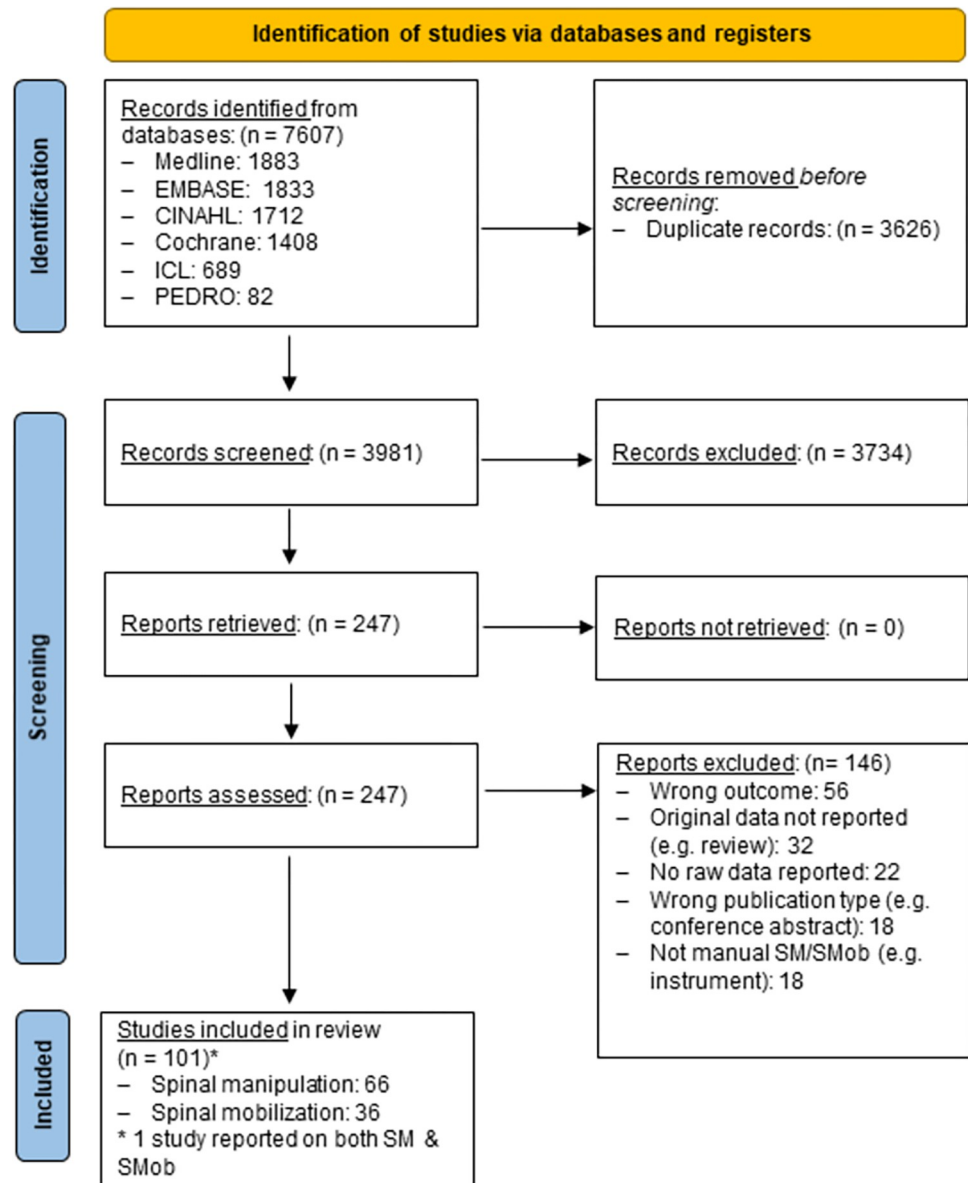 Identification of studies via databases and registers
Identification
Records identified from
databases: (n = 7607)
– Medline: 1883
– EMBASE: 1833
– CINAHL: 1712
– Cochrane: 1408
– ICL: 689
– PEDRO: 82
Records removed before
screening:
– Duplicate records: (n = 3626)
Screening
Records screened: (n = 3981)
Records excluded: (n = 3734)
Reports retrieved: (n = 247)
Reports not retrieved: (n = 0)
Reports assessed: (n = 247)
Reports excluded: (n= 146)
– Wrong outcome: 56
– Original data not reported
(e.g. review): 32
– No raw data reported: 22
– Wrong publication type (e.g.
conference abstract): 18
– Not manual SM/SMob (e.g.
instrument): 18
Included
Studies included in review
(n = 101)*
– Spinal manipulation: 66
– Spinal mobilization: 36
* 1 study reported on both SM &
SMob